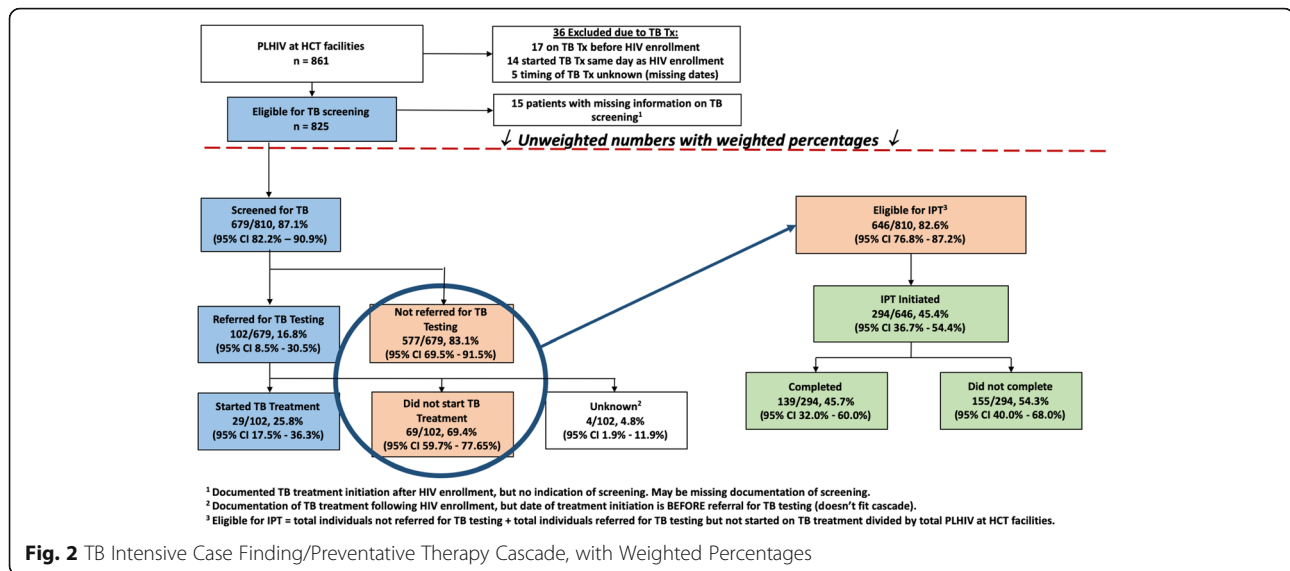 PLHIV at HCT facilities
n = 861
36 Excluded due to TB Tx:
17 on TB Tx before HIV enrollment
14 started TB Tx same day as HIV enrollment
5 timing of TB Tx unknown (missing dates)
Eligible for TB screening
n = 825
15 patients with missing information on TB
screening1
↓ Unweighted numbers with weighted percentages ↓
Screened for TB
679/810, 87.1%
(95% CI 82.2% – 90.9%)
Eligible for IPT3
646/810, 82.6%
(95% CI 76.8% - 87.2%)
Referred for TB Testing
102/679, 16.8%
(95% CI 8.5% - 30.5%)
Not referred for TB
Testing
577/679, 83.1%
(95% CI 69.5% - 91.5%)
IPT Initiated
294/646, 45.4%
(95% CI 36.7% - 54.4%)
Started TB Treatment
29/102, 25.8%
(95% CI 17.5% - 36.3%)
Did not start TB
Treatment
69/102, 69.4%
(95% CI 59.7% - 77.65%)
Unknown2
4/102, 4.8%
(95% CI 1.9% - 11.9%)
Completed
139/294, 45.7%
(95% CI 32.0% - 60.0%)
Did not complete
155/294, 54.3%
(95% CI 40.0% - 68.0%)
1 Documented TB treatment initiation after HIV enrollment, but no indication of screening. May be missing documentation of screening.
2 Documentation of TB treatment following HIV enrollment, but date of treatment initiation is BEFORE referral for TB testing (doesn't fit cascade).
3 Eligible for IPT = total individuals not referred for TB testing + total individuals referred for TB testing but not started on TB treatment divided by total PLHIV at HCT facilities.
Fig. 2 TB Intensive Case Finding/Preventative Therapy Cascade, with Weighted Percentages